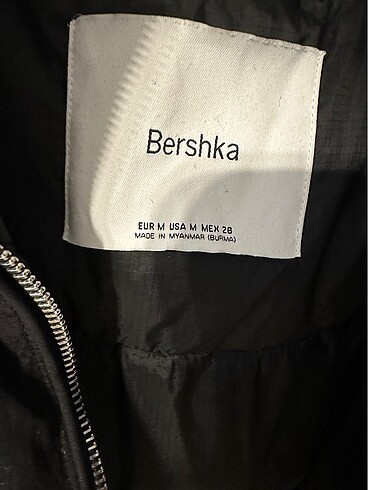 Bershka
EUR M USA M MEX 28
MADE IN MYANMAR (BURMA)